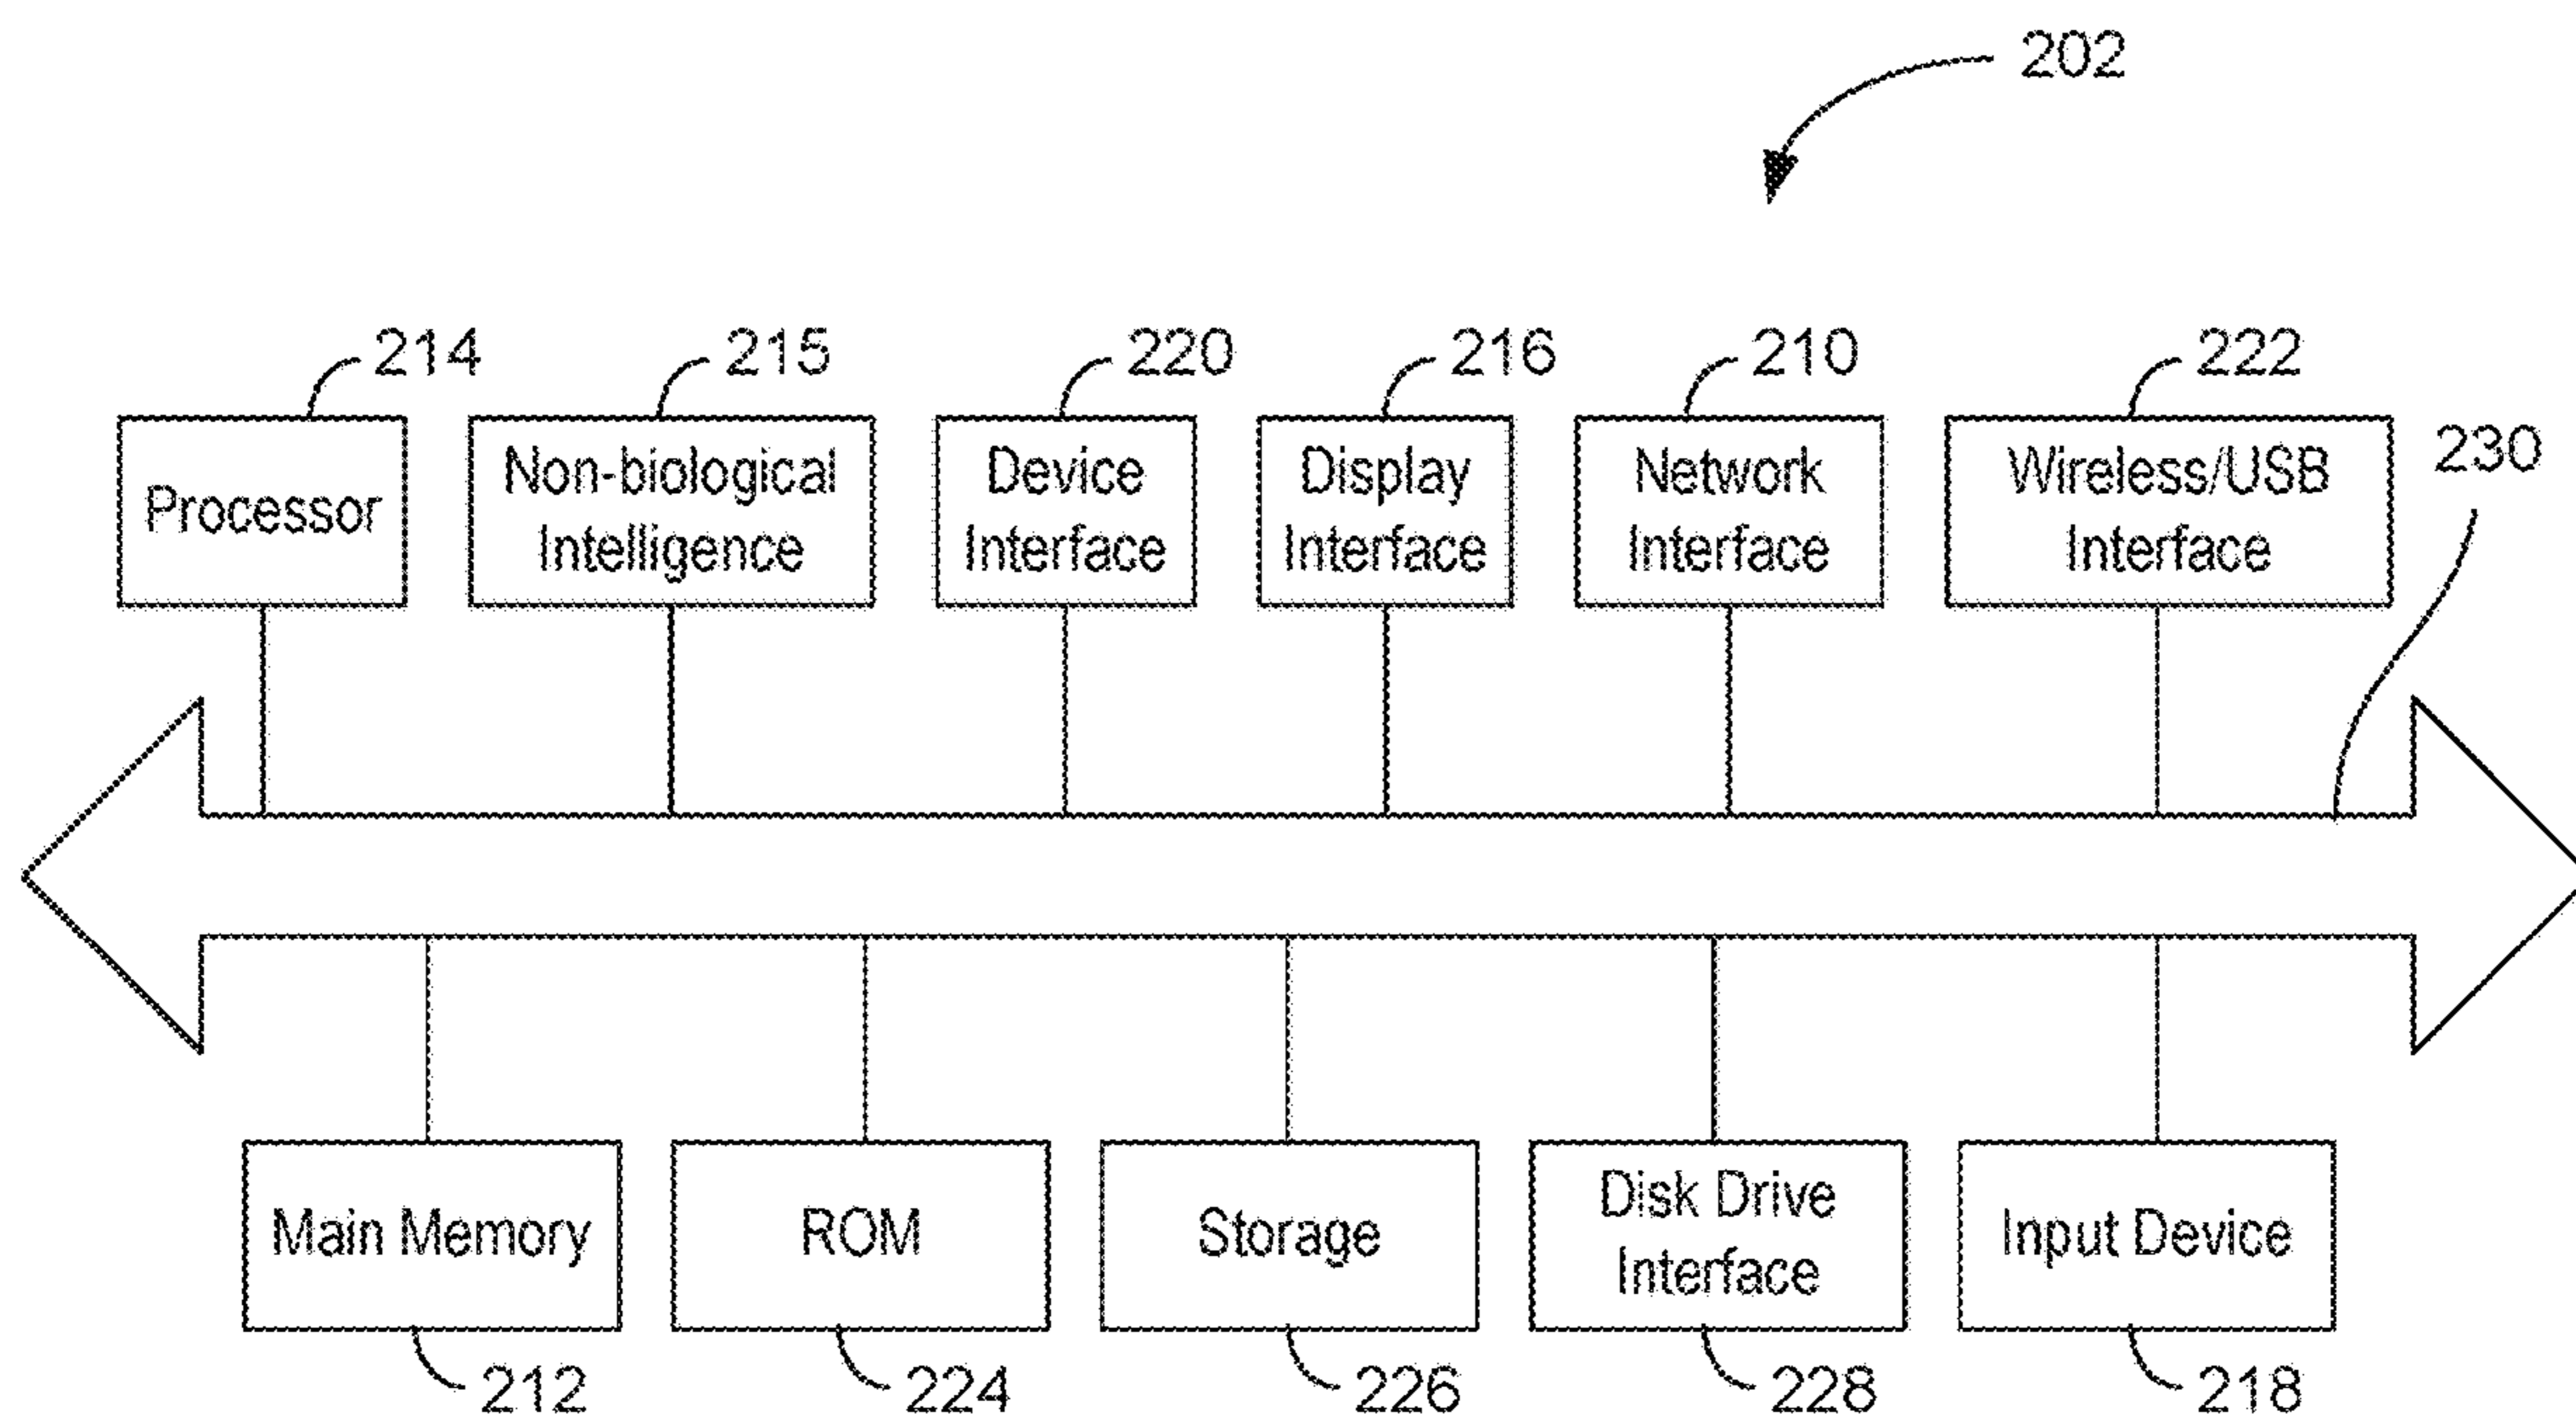 202
214
215
220
216
210
222
230
Processor
Non-biological
Intelligence
Device
Interface
Display
Interface
Network
Interface
Wireless/USB
Interface
Main Memory
ROM
Storage
Disk Drive
Interface
Input Device
212
224
226
228
218